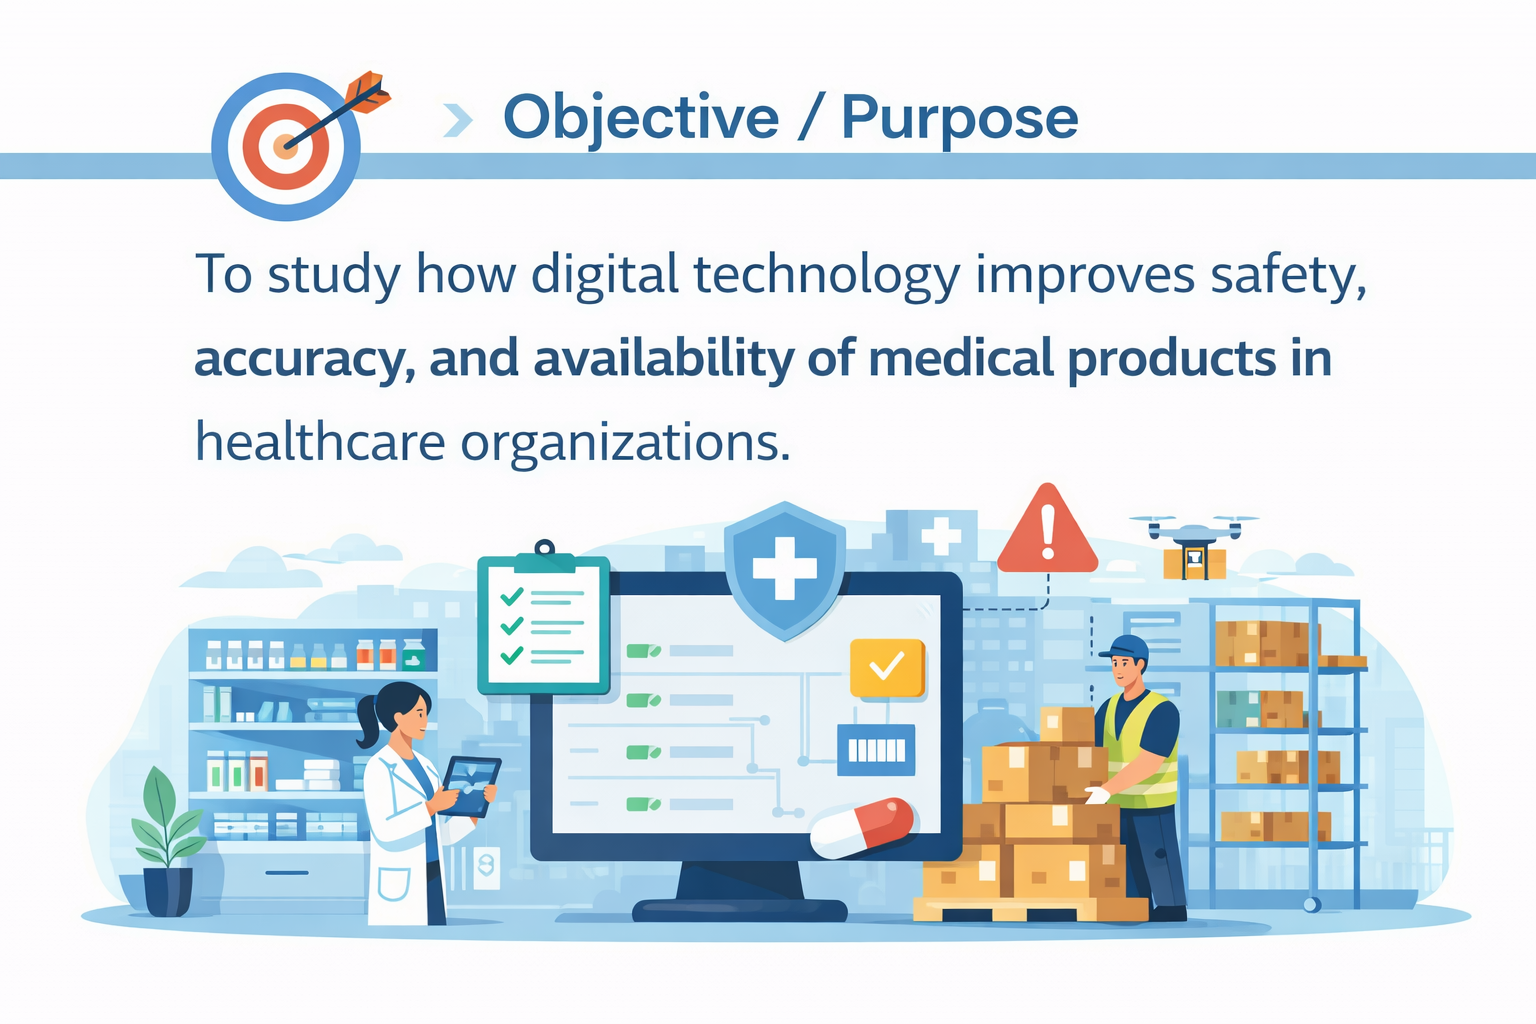 Objective / Purpose
To study how digital technology improves safety,
accuracy, and availability of medical products in
healthcare organizations.